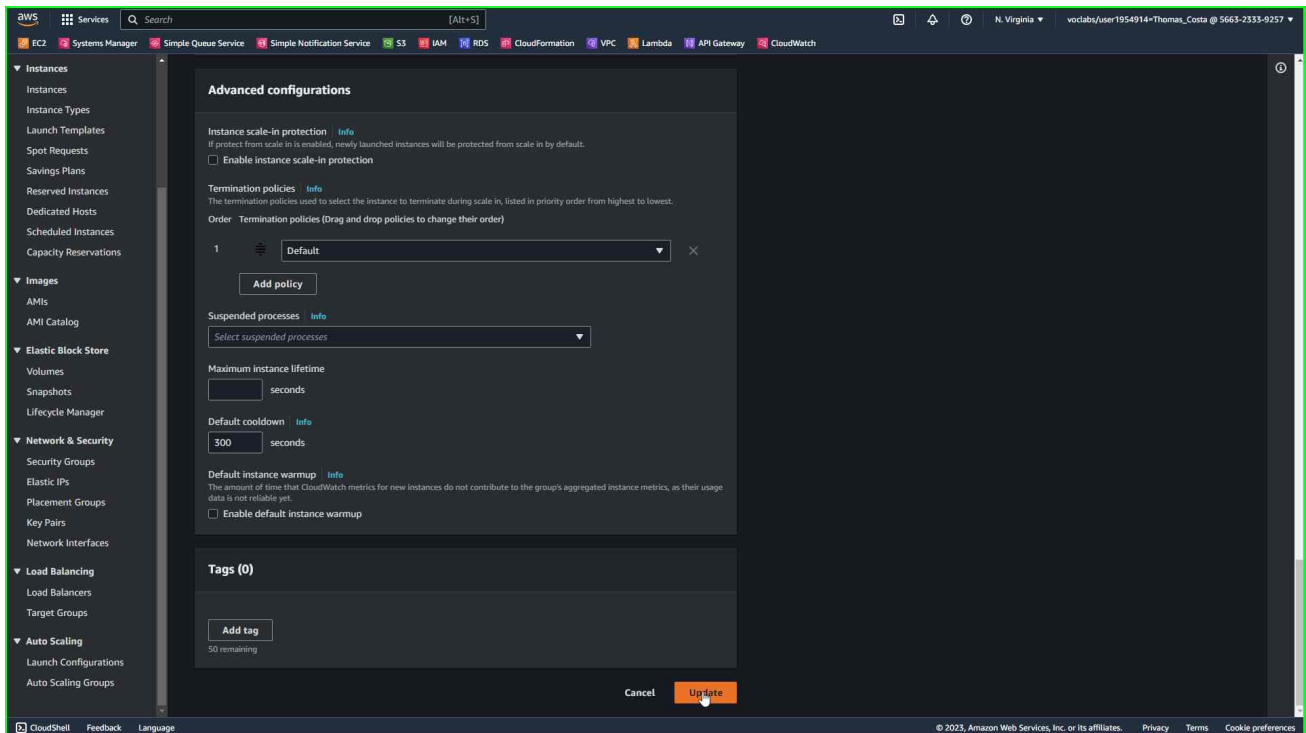 aws
Services
Search
[Alt+S]
N. Virginia
voclabs/user1954914=Thomas_Costa @ 5663-2333-9257
EC2 Systems Manager Simple Queue Service Simple Notification Service S3 IAM RDS CloudFormation VPC Lambda API Gateway CloudWatch
Instances
Instances
Instance Types
Launch Templates
Spot Requests
Savings Plans
Reserved Instances
Dedicated Hosts
Scheduled Instances
Capacity Reservations
Images
AMIs
AMI Catalog
Elastic Block Store
Volumes
Snapshots
Lifecycle Manager
Network & Security
Security Groups
Elastic IPs
Placement Groups
Key Pairs
Network Interfaces
Load Balancing
Load Balancers
Target Groups
Auto Scaling
Launch Configurations
Auto Scaling Groups
Advanced configurations
Instance scale-in protection Info
If protect from scale in is enabled, newly launched instances will be protected from scale in by default.
Enable instance scale-in protection
Termination policies Info
The termination policies used to select the instance to terminate during scale in, listed in priority order from highest to lowest.
Order Termination policies (Drag and drop policies to change their order)
1 Default
Add policy
Suspended processes Info
Select suspended processes
Maximum instance lifetime
seconds
Default cooldown Info
300 seconds
Default instance warmup Info
The amount of time that CloudWatch metrics for new instances do not contribute to the group's aggregated instance metrics, as their usage
data is not reliable yet.
Enable default instance warmup
Tags (0)
Add tag
50 remaining
Cancel Update
CloudShell Feedback Language
© 2023, Amazon Web Services, Inc. or its affiliates. Privacy Terms Cookie preferences